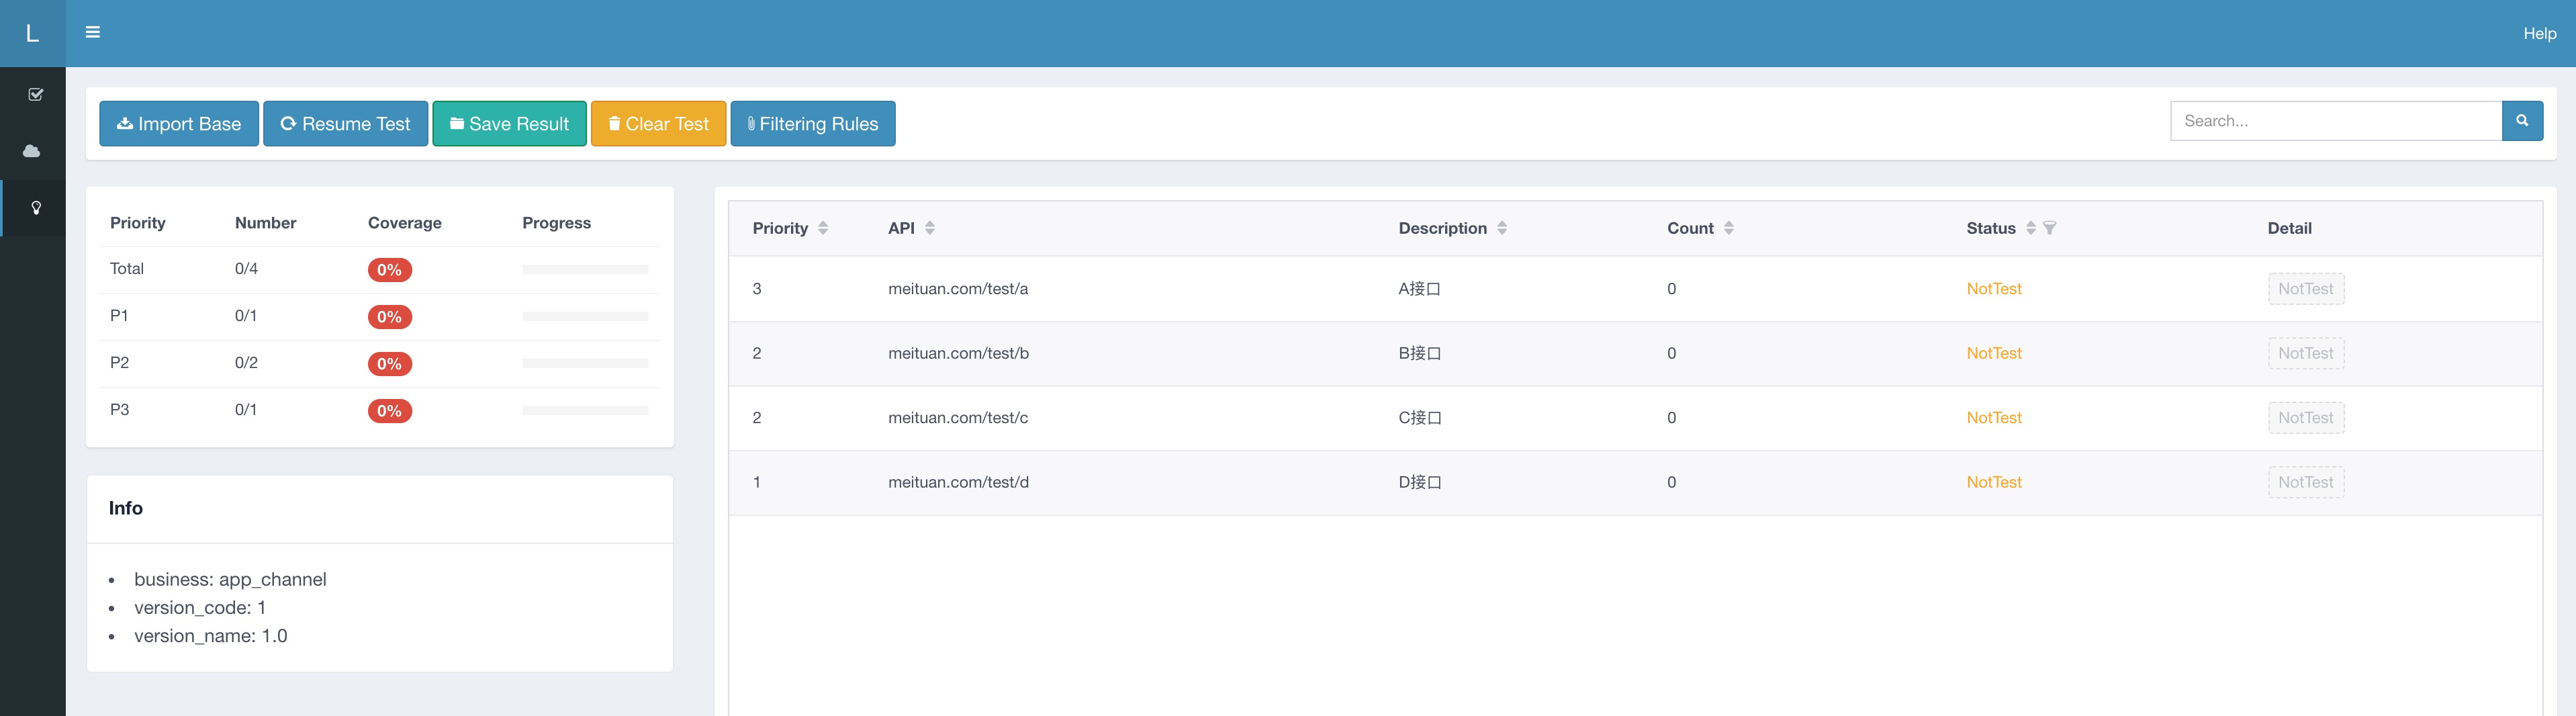 L
Help
Import Base Resume Test Save Result Clear Test Filtering Rules
Search...
Priority Number Coverage Progress
Total 0/4 0%
P1 0/1 0%
P2 0/2 0%
P3 0/1 0%
Info
business: app_channel
version_code: 1
version_name: 1.0
Priority API Description Count Status Detail
3 meituan.com/test/a A接口 0 NotTest NotTest
2 meituan.com/test/b B接口 0 NotTest NotTest
2 meituan.com/test/c C接口 0 NotTest NotTest
1 meituan.com/test/d D接口 0 NotTest NotTest